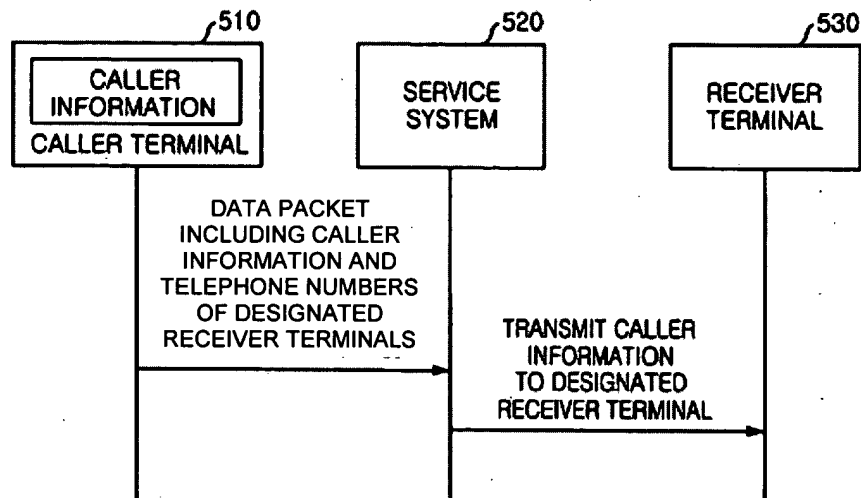 510
520
530
CALLER
INFORMATION
CALLER TERMINAL
SERVICE
SYSTEM
RECEIVER
TERMINAL
DATA PACKET
INCLUDING CALLER
INFORMATION AND
TELEPHONE NUMBERS
OF DESIGNATED
RECEIVER TERMINALS
TRANSMIT CALLER
INFORMATION
TO DESIGNATED
RECEIVER TERMINAL